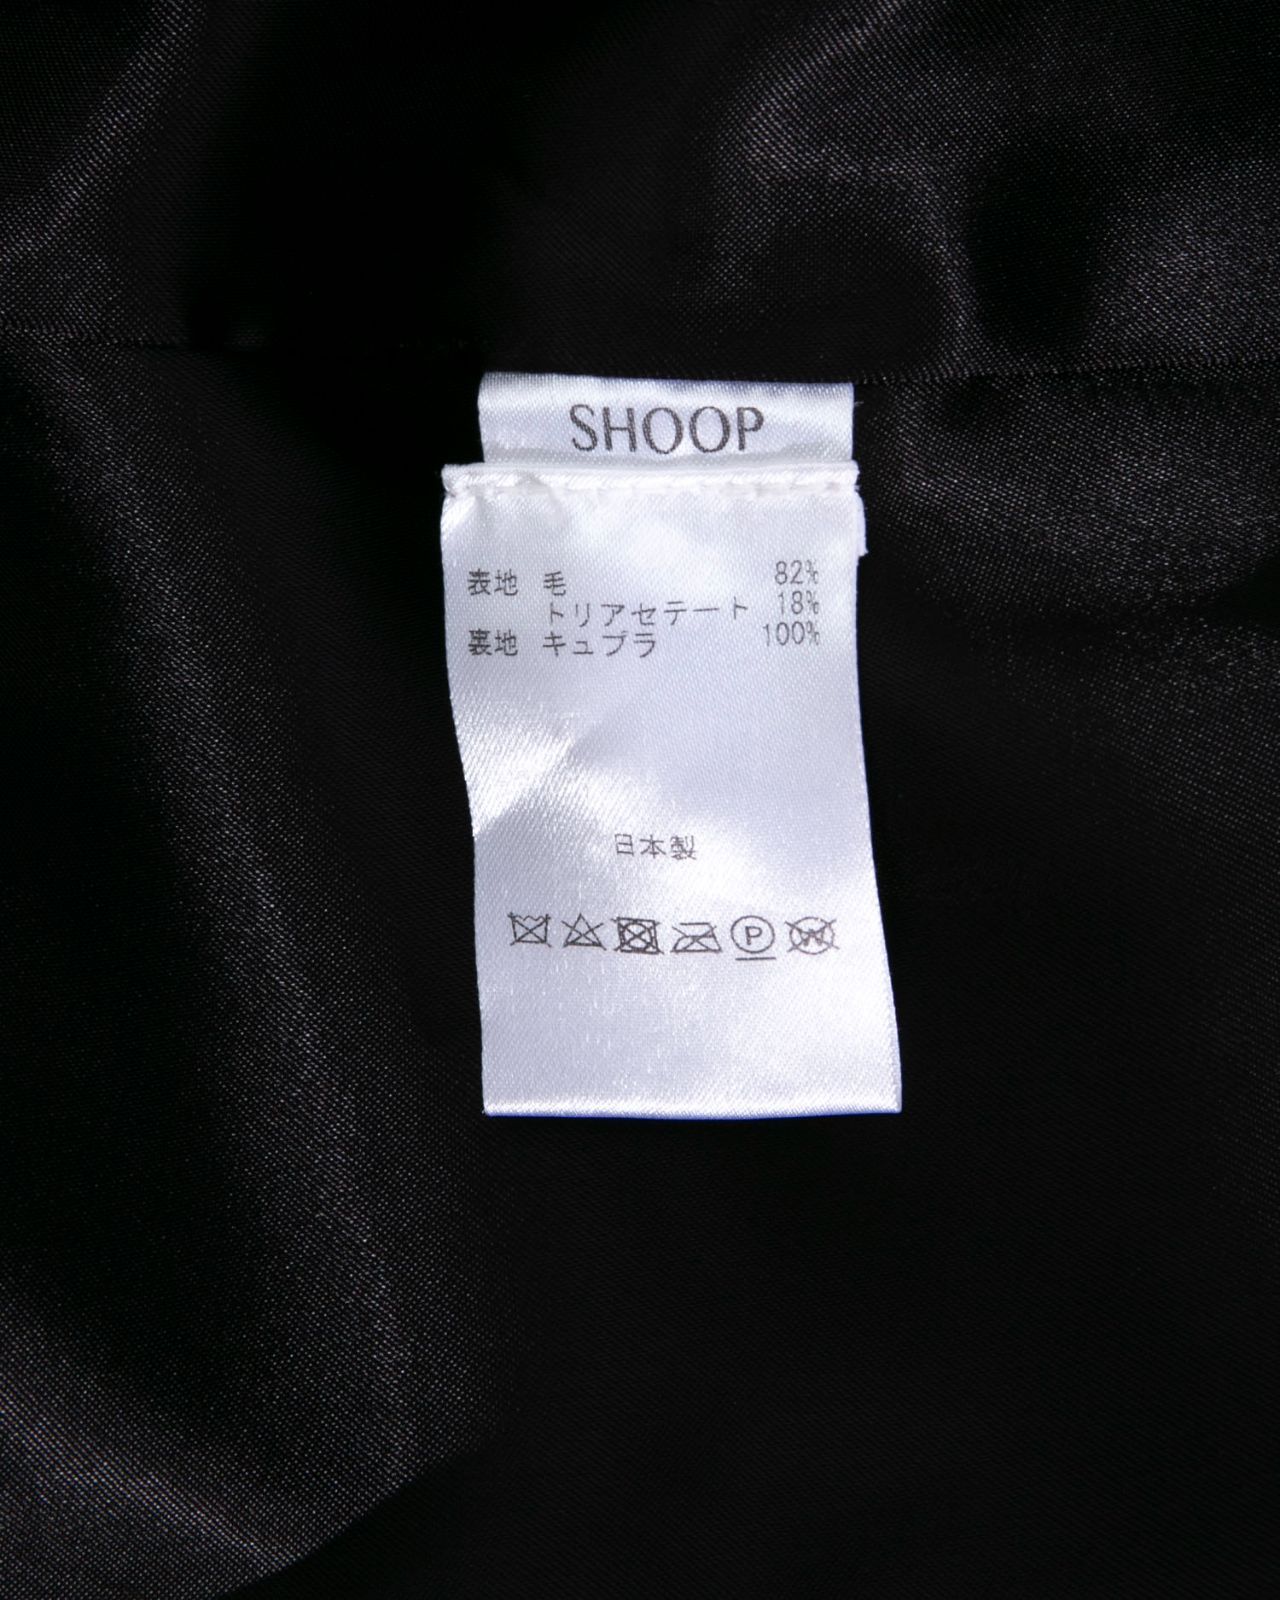 SHOOP
表地 毛 82%
トリアセテート 18%
裏地 キュプラ 100%
日本製
P
W